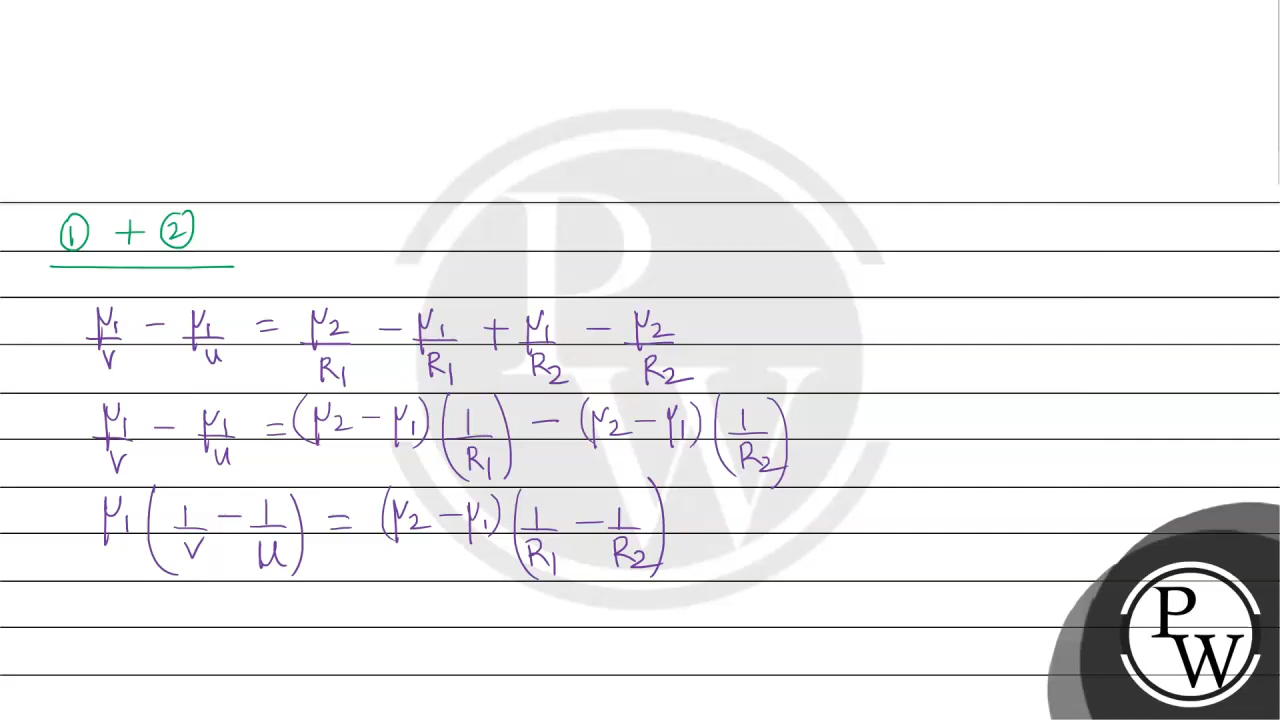 ① + ②
μ₁/v − μ₁/u = μ₂/R₁ − μ₁/R₁ + μ₁/R₂ − μ₂/R₂
μ₁/v − μ₁/u = (μ₂ − μ₁)(1/R₁) − (μ₂ − μ₁)(1/R₂)
μ₁(1/v − 1/u) = (μ₂ − μ₁)(1/R₁ − 1/R₂)
PW
PW